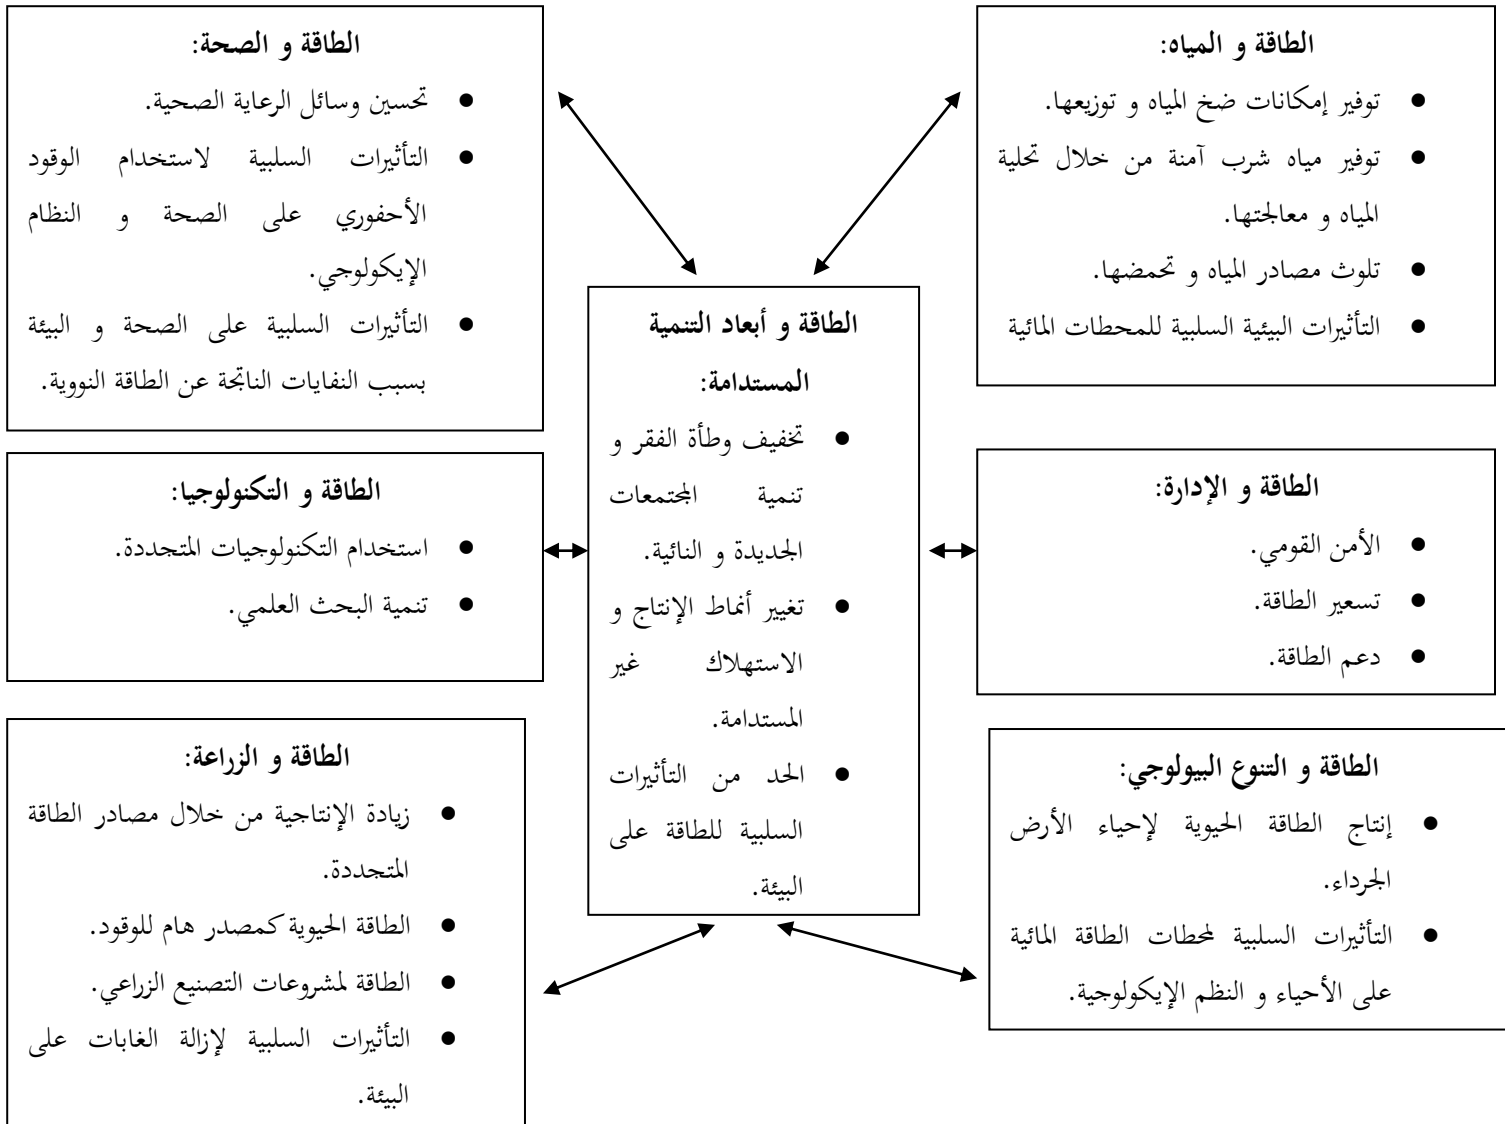 الطاقة و المياه:
● توفير إمكانات ضخ المياه و توزيعها.
● توفير مياه شرب آمنة من خلال تحلية
المياه و معالجتها.
● تلوث مصادر المياه و تحمضها.
● التأثيرات البيئية السلبية للمحطات المائية
الطاقة و الصحة:
● تحسين وسائل الرعاية الصحية.
● التأثيرات السلبية لاستخدام الوقود
الأحفوري على الصحة و النظام
الإيكولوجي.
● التأثيرات السلبية على الصحة و البيئة
بسبب النفايات الناتجة عن الطاقة النووية.
الطاقة و أبعاد التنمية
المستدامة:
● تخفيف وطأة الفقر و
تنمية المجتمعات
الجديدة و النائية.
● تغيير أنماط الإنتاج و
الاستهلاك غير
المستدامة.
● الحد من التأثيرات
السلبية للطاقة على
البيئة.
الطاقة و الإدارة:
● الأمن القومي.
● تسعير الطاقة.
● دعم الطاقة.
الطاقة و التكنولوجيا:
● استخدام التكنولوجيات المتجددة.
● تنمية البحث العلمي.
الطاقة و التنوع البيولوجي:
● إنتاج الطاقة الحيوية لإحياء الأرض
الجرداء.
● التأثيرات السلبية لمحطات الطاقة المائية
على الأحياء و النظم الإيكولوجية.
الطاقة و الزراعة:
● زيادة الإنتاجية من خلال مصادر الطاقة
المتجددة.
● الطاقة الحيوية كمصدر هام للوقود.
● الطاقة لمشروعات التصنيع الزراعي.
● التأثيرات السلبية لإزالة الغابات على
البيئة.